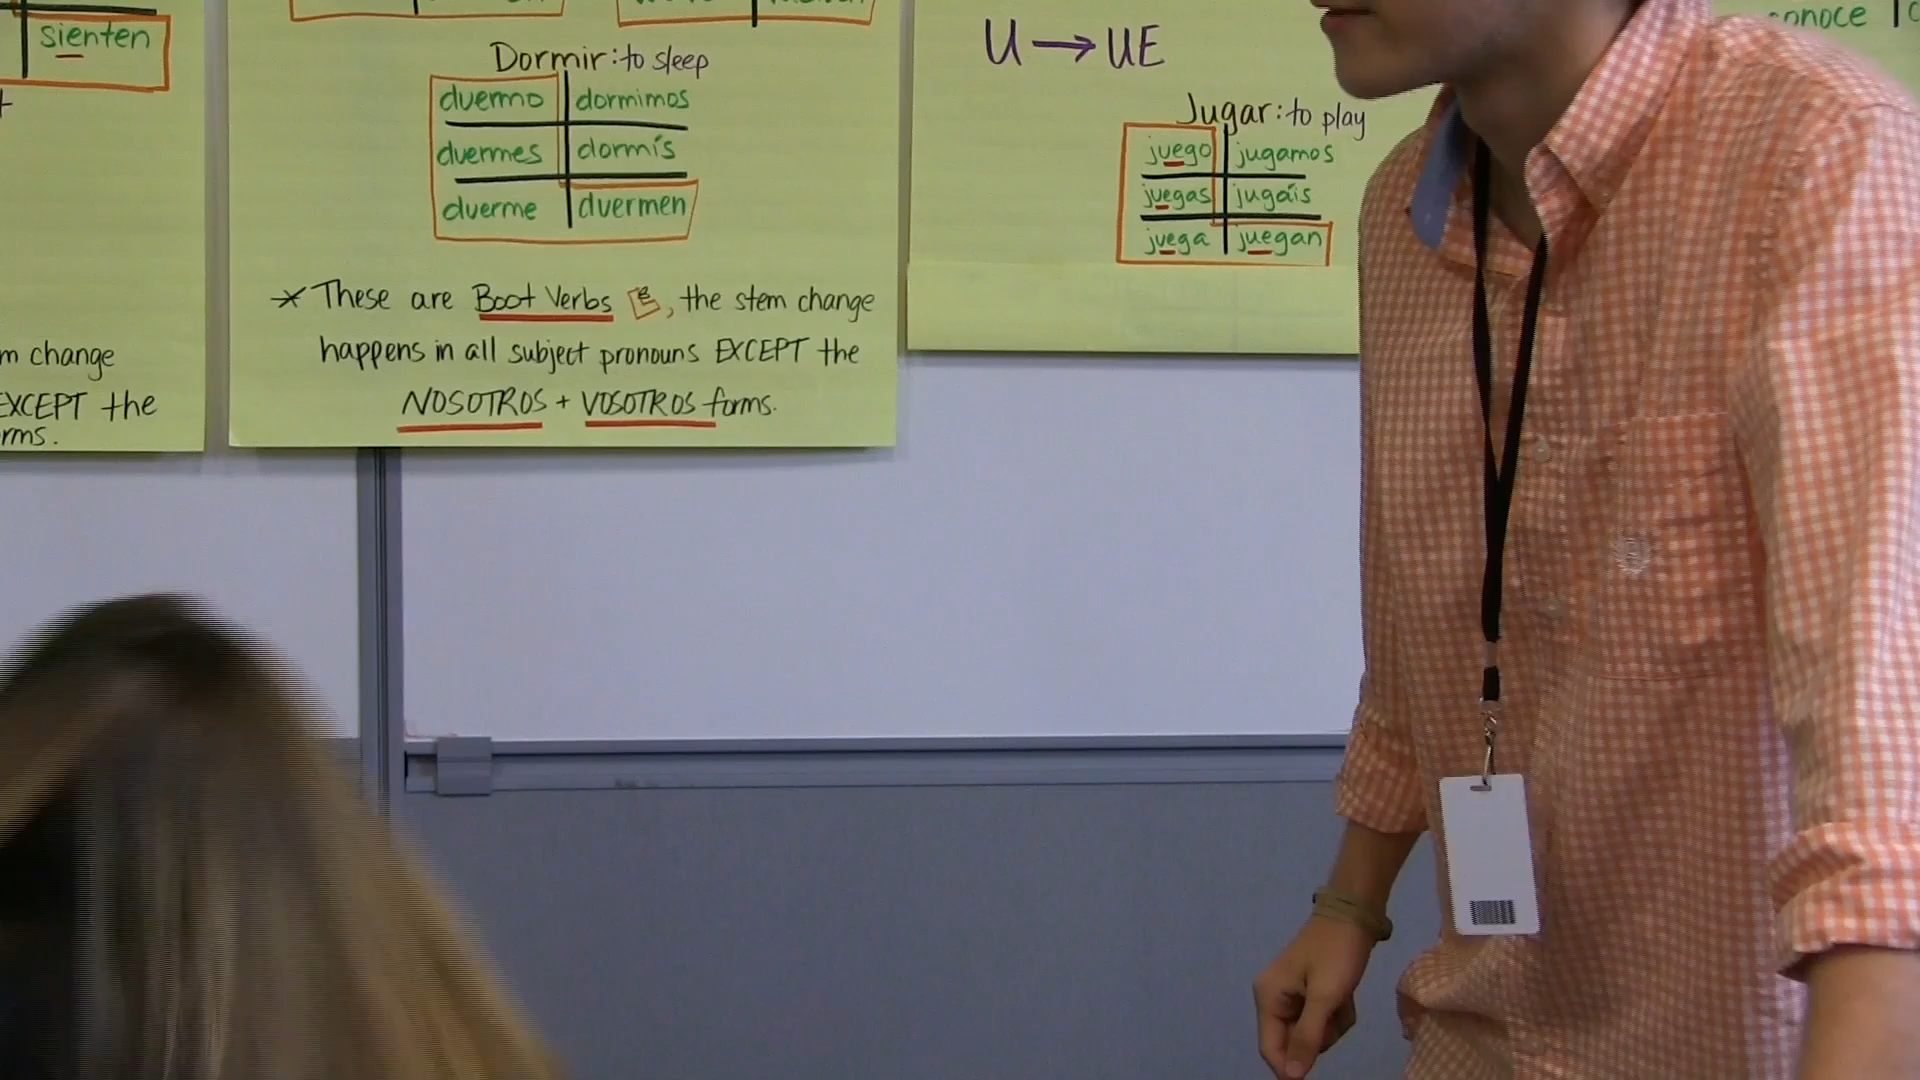 sienten
m change
EXCEPT the
rms.
Dormir: to sleep
duermo dormimos
duermes dormís
duerme duermen
* These are Boot Verbs, the stem change
happens in all subject pronouns EXCEPT the
NOSOTROS + VOSOTROS forms.
U → UE
Jugar: to play
juego jugamos
juegas jugáis
juega juegan
conoce